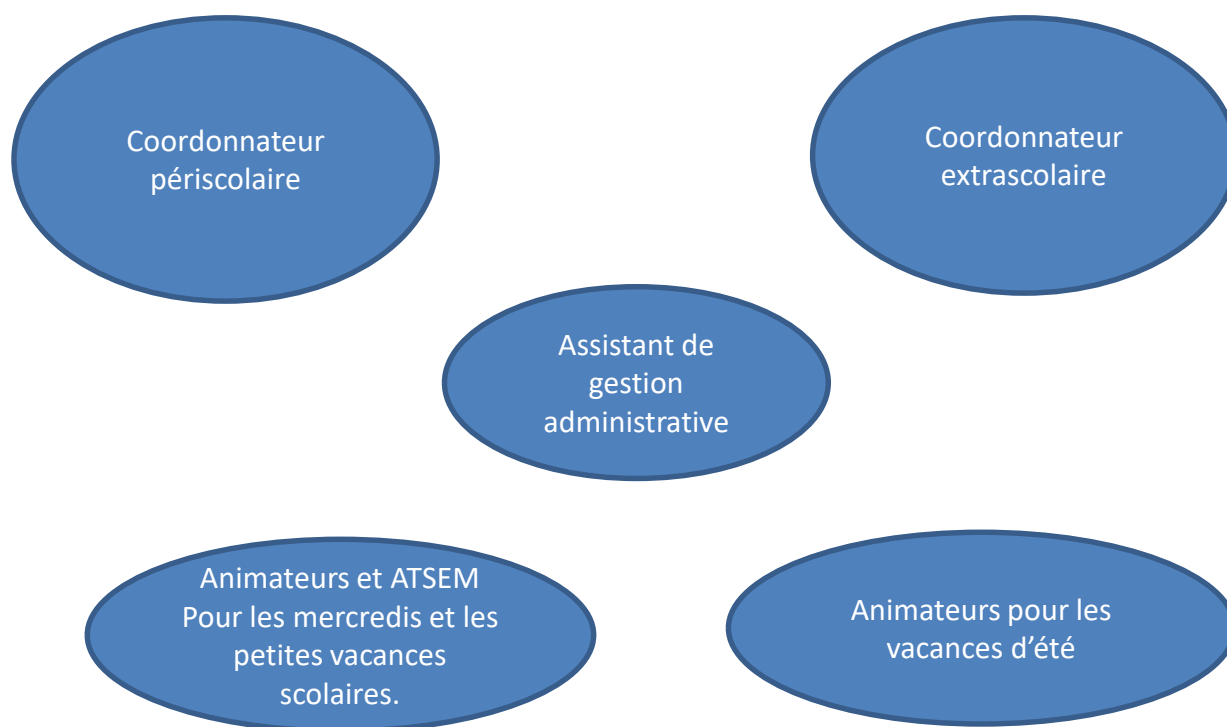 Coordonnateur
périscolaire
Coordonnateur
extrascolaire
Assistant de
gestion
administrative
Animateurs et ATSEM
Pour les mercredis et les
petites vacances
scolaires.
Animateurs pour les
vacances d’été